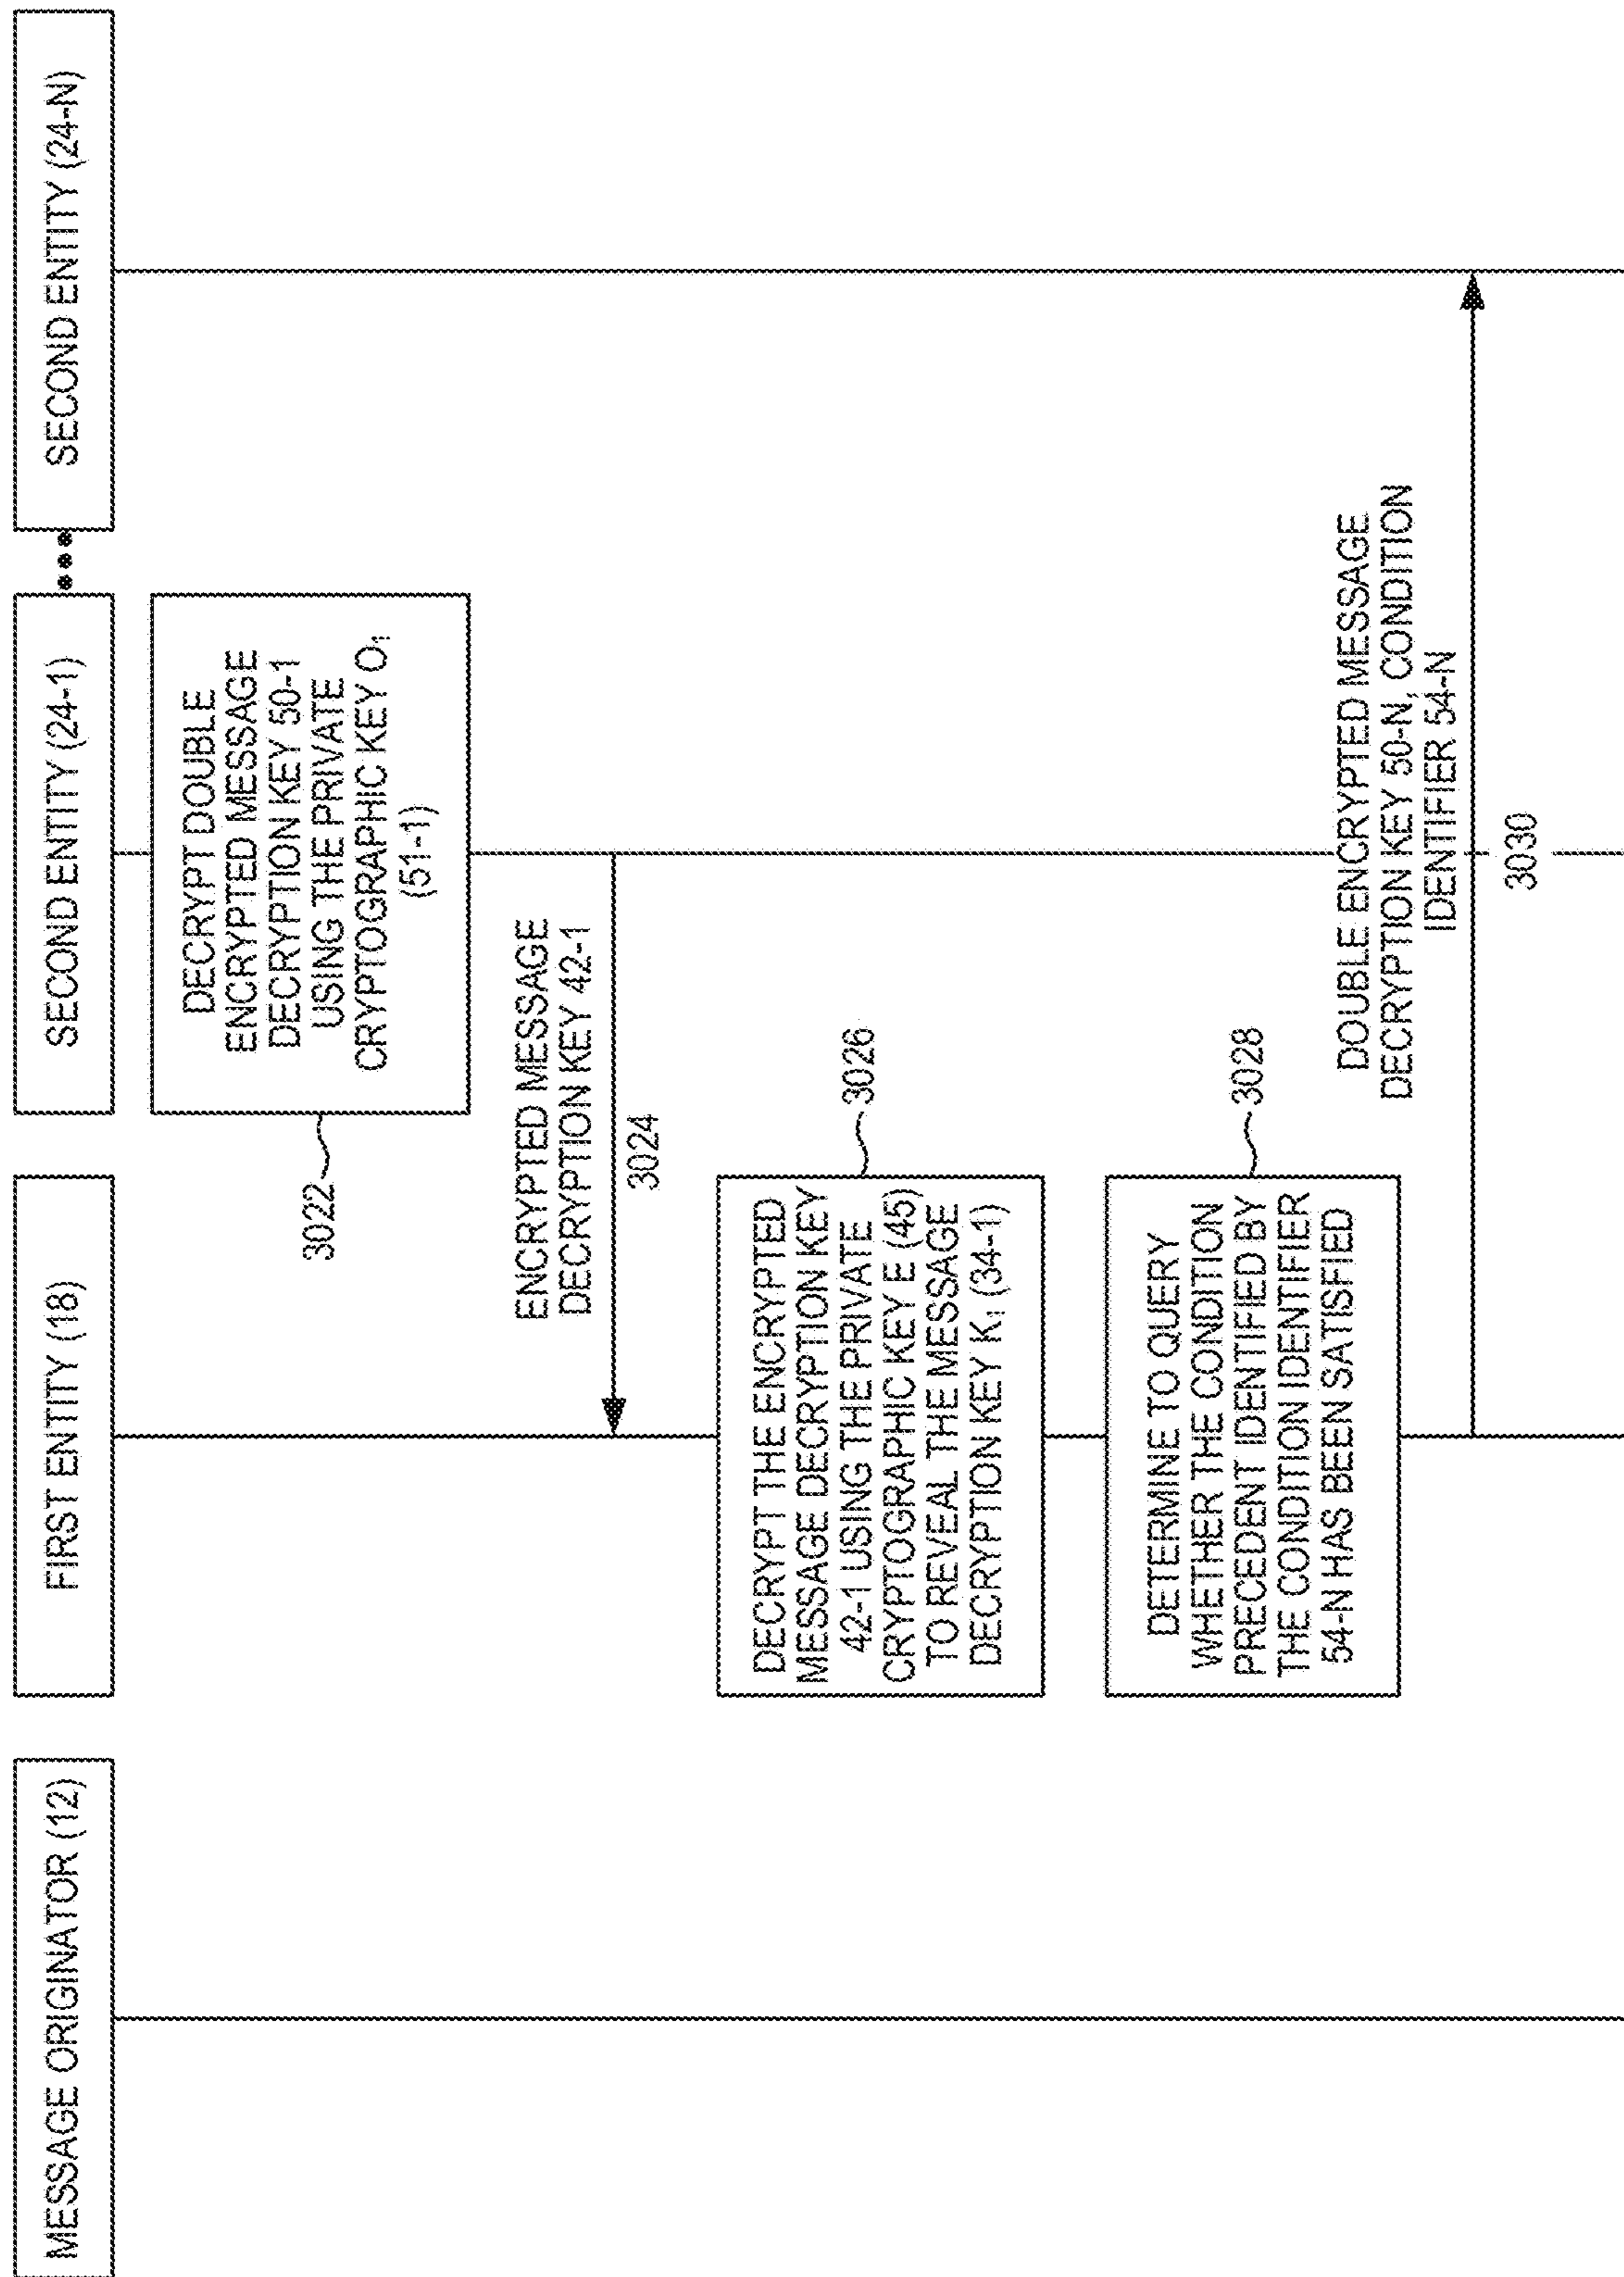 MESSAGE ORIGINATOR (12)
FIRST ENTITY (18)
SECOND ENTITY (24-1)
SECOND ENTITY (24-N)
DECRYPT DOUBLE
ENCRYPTED MESSAGE
DECRYPTION KEY 50-1
USING THE PRIVATE
CRYPTOGRAPHIC KEY O₁
(51-1)
3022
ENCRYPTED MESSAGE
DECRYPTION KEY 42-1
3024
DECRYPT THE ENCRYPTED
MESSAGE DECRYPTION KEY
42-1 USING THE PRIVATE
CRYPTOGRAPHIC KEY E (45)
TO REVEAL THE MESSAGE
DECRYPTION KEY K₁ (34-1)
3026
DETERMINE TO QUERY
WHETHER THE CONDITION
PRECEDENT IDENTIFIED BY
THE CONDITION IDENTIFIER
54-N HAS BEEN SATISFIED
3028
DOUBLE ENCRYPTED MESSAGE
DECRYPTION KEY 50-N, CONDITION
IDENTIFIER 54-N
3030